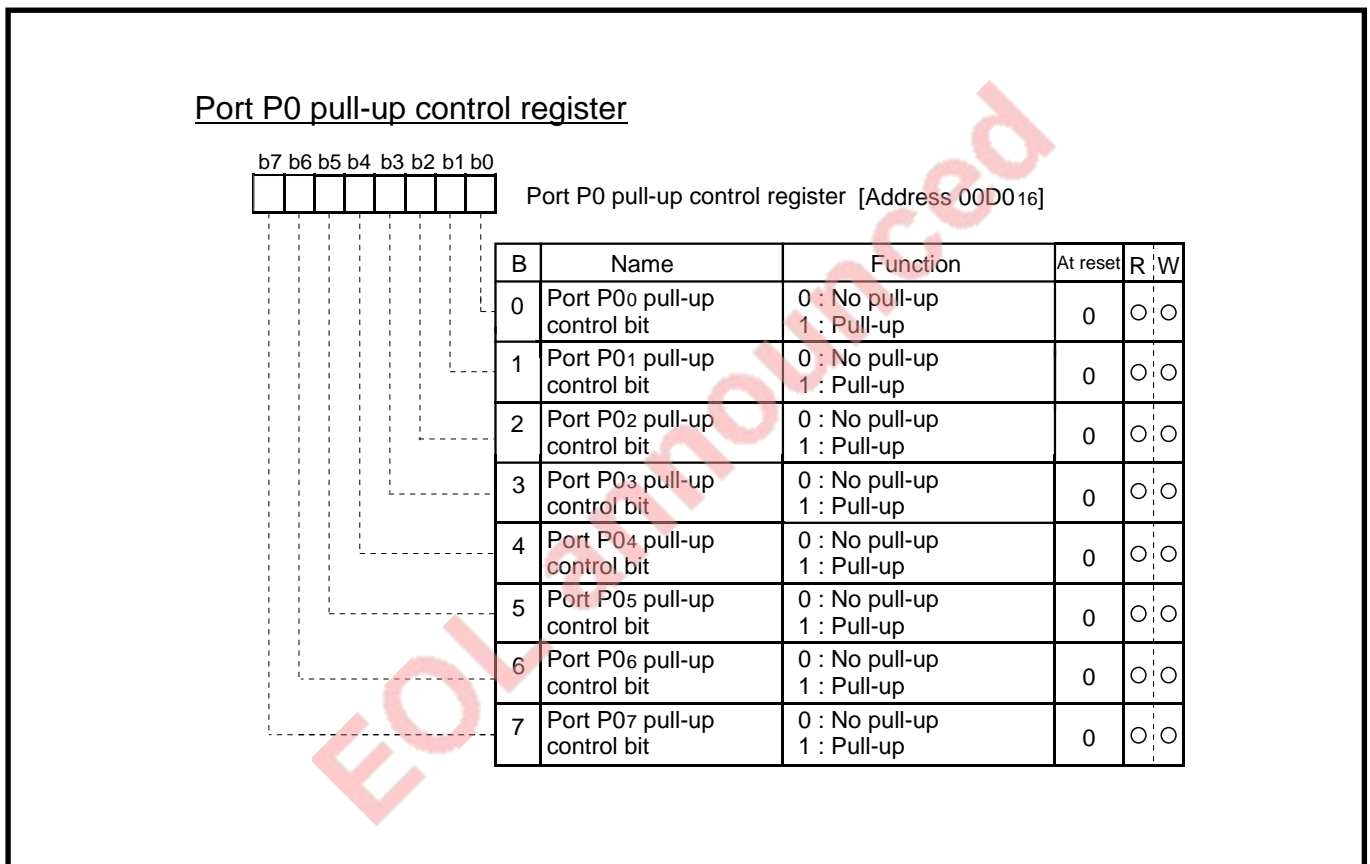 Port P0 pull-up control register
b7 b6 b5 b4 b3 b2 b1 b0
Port P0 pull-up control register [Address 00D016]
B Name Function At reset R W
0 Port P00 pull-up control bit 0 : No pull-up 1 : Pull-up 0 ○ ○
1 Port P01 pull-up control bit 0 : No pull-up 1 : Pull-up 0 ○ ○
2 Port P02 pull-up control bit 0 : No pull-up 1 : Pull-up 0 ○ ○
3 Port P03 pull-up control bit 0 : No pull-up 1 : Pull-up 0 ○ ○
4 Port P04 pull-up control bit 0 : No pull-up 1 : Pull-up 0 ○ ○
5 Port P05 pull-up control bit 0 : No pull-up 1 : Pull-up 0 ○ ○
6 Port P06 pull-up control bit 0 : No pull-up 1 : Pull-up 0 ○ ○
7 Port P07 pull-up control bit 0 : No pull-up 1 : Pull-up 0 ○ ○
EOL announced